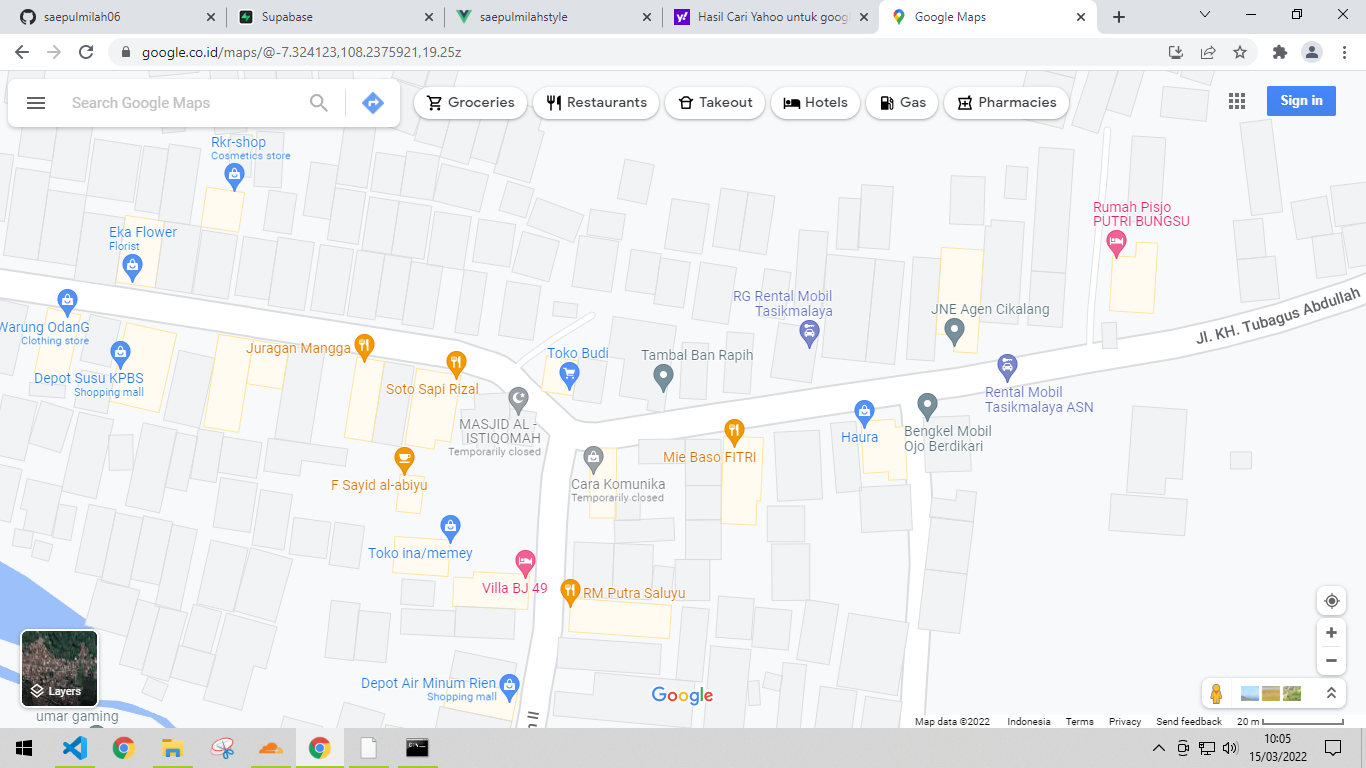 saepulmilah06
Supabase
saepulmilahstyle
Hasil Cari Yahoo untuk googl
Google Maps
google.co.id/maps/@-7.324123,108.2375921,19.25z
Search Google Maps
Groceries
Restaurants
Takeout
Hotels
Gas
Pharmacies
Sign in
Rkr-shop
Cosmetics store
Eka Flower
Florist
Warung OdanG
Clothing store
Depot Susu KPBS
Shopping mall
Juragan Mangga
Soto Sapi Rizal
Toko Budi
Tambal Ban Rapih
RG Rental Mobil
Tasikmalaya
JNE Agen Cikalang
Rumah Pisjo
PUTRI BUNGSU
Jl. KH. Tubagus Abdullah
Rental Mobil
Tasikmalaya ASN
MASJID AL -
ISTIQOMAH
Temporarily closed
Haura
Bengkel Mobil
Ojo Berdikari
Mie Baso FITRI
Cara Komunika
Temporarily closed
F Sayid al-abiyu
Toko ina/memey
Villa BJ 49
RM Putra Saluyu
Depot Air Minum Rien
Shopping mall
Layers
umar gaming
Google
Map data ©2022
Indonesia
Terms
Privacy
Send feedback
20 m
10:05
15/03/2022